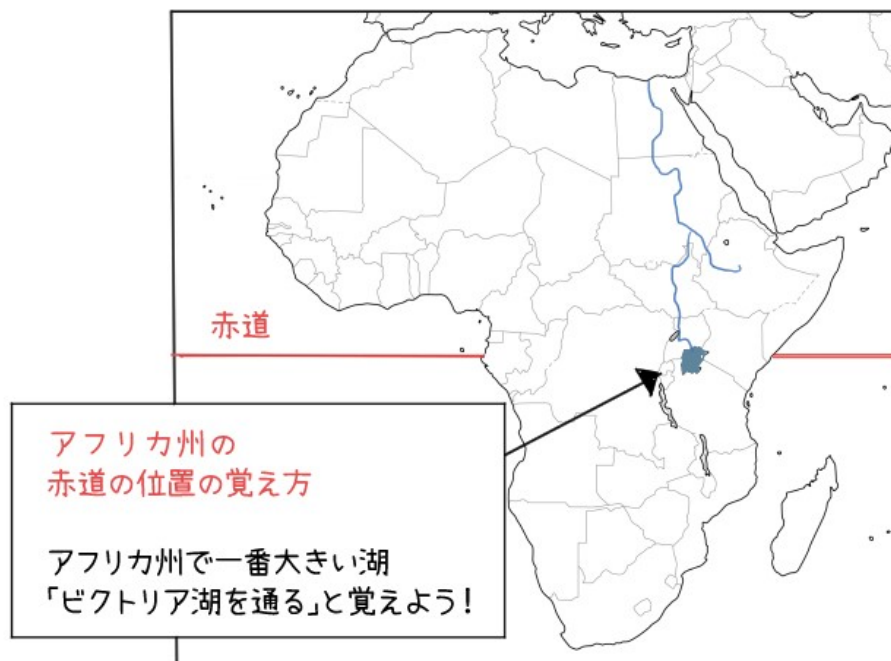 赤道
アフリカ州の
赤道の位置の覚え方
アフリカ州で一番大きい湖
「ビクトリア湖を通る」と覚えよう!